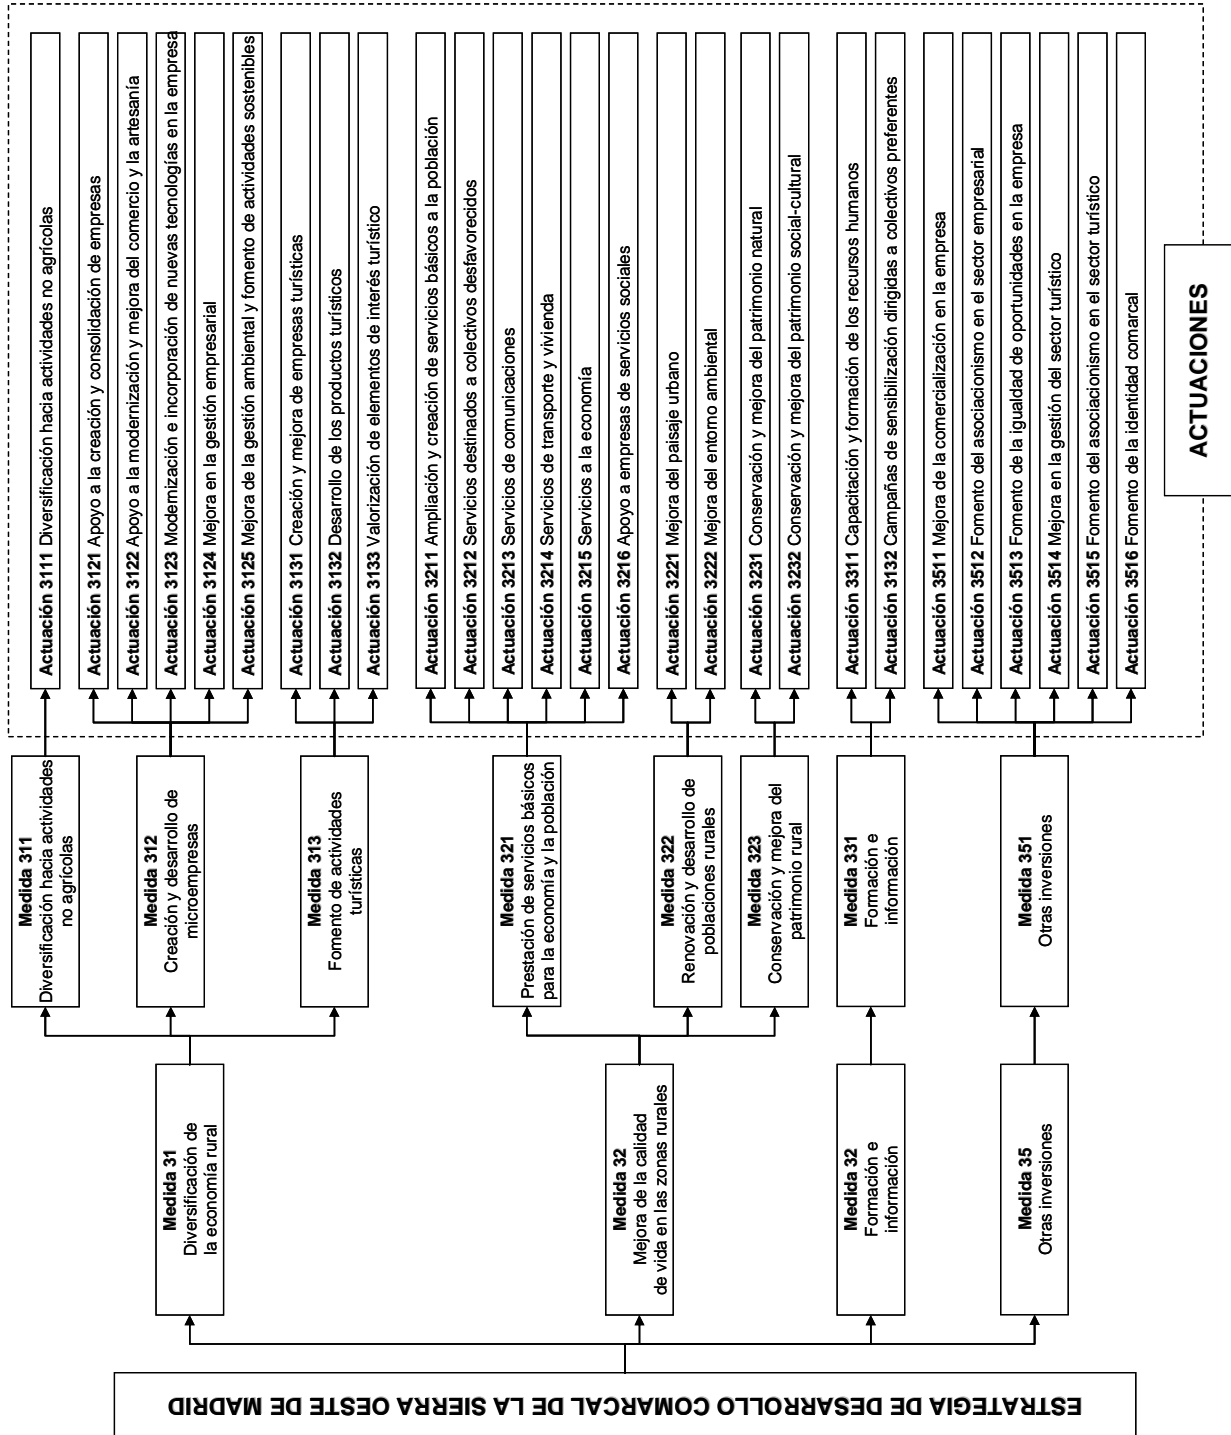 ESTRATEGIA DE DESARROLLO COMARCAL DE LA SIERRA OESTE DE MADRID
Medida 31
Diversificación de
la economía rural
Medida 32
Mejora de la calidad
de vida en las zonas rurales
Medida 32
Formación e
información
Medida 35
Otras inversiones
Medida 311
Diversificación hacia actividades
no agrícolas
Medida 312
Creación y desarrollo de
microempresas
Medida 313
Fomento de actividades
turísticas
Medida 321
Prestación de servicios básicos
para la economía y la población
Medida 322
Renovación y desarrollo de
poblaciones rurales
Medida 323
Conservación y mejora del
patrimonio rural
Medida 331
Formación e
información
Medida 351
Otras inversiones
Actuación 3111 Diversificación hacia actividades no agrícolas
Actuación 3121 Apoyo a la creación y consolidación de empresas
Actuación 3122 Apoyo a la modernización y mejora del comercio y la artesanía
Actuación 3123 Modernización e incorporación de nuevas tecnologías en la empresa
Actuación 3124 Mejora en la gestión empresarial
Actuación 3125 Mejora de la gestión ambiental y fomento de actividades sostenibles
Actuación 3131 Creación y mejora de empresas turísticas
Actuación 3132 Desarrollo de los productos turísticos
Actuación 3133 Valorización de elementos de interés turístico
Actuación 3211 Ampliación y creación de servicios básicos a la población
Actuación 3212 Servicios destinados a colectivos desfavorecidos
Actuación 3213 Servicios de comunicaciones
Actuación 3214 Servicios de transporte y vivienda
Actuación 3215 Servicios a la economía
Actuación 3216 Apoyo a empresas de servicios sociales
Actuación 3221 Mejora del paisaje urbano
Actuación 3222 Mejora del entorno ambiental
Actuación 3231 Conservación y mejora del patrimonio natural
Actuación 3232 Conservación y mejora del patrimonio social-cultural
Actuación 3311 Capacitación y formación de los recursos humanos
Actuación 3132 Campañas de sensibilización dirigidas a colectivos preferentes
Actuación 3511 Mejora de la comercialización en la empresa
Actuación 3512 Fomento del asociacionismo en el sector empresarial
Actuación 3513 Fomento de la igualdad de oportunidades en la empresa
Actuación 3514 Mejora en la gestión del sector turístico
Actuación 3515 Fomento del asociacionismo en el sector turístico
Actuación 3516 Fomento de la identidad comarcal
ACTUACIONES